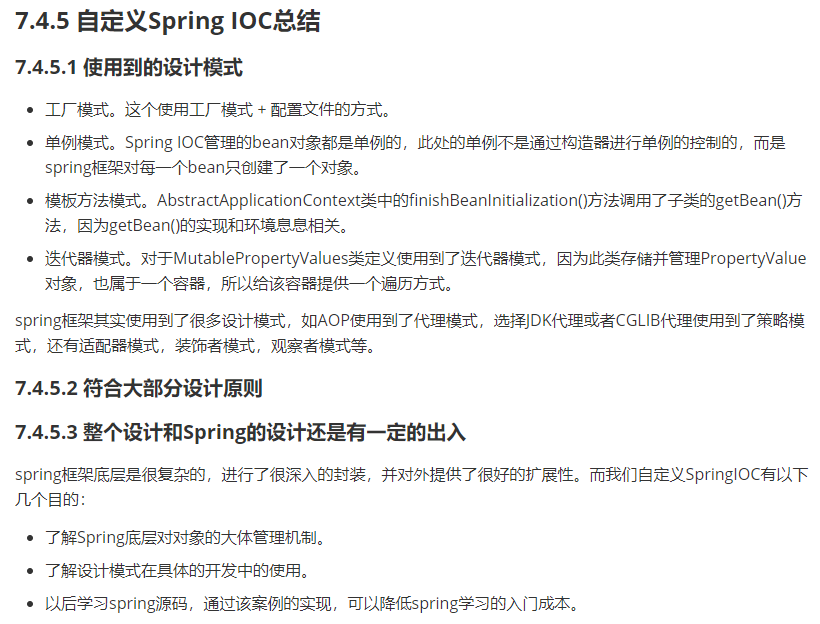 7.4.5 自定义Spring IOC总结
7.4.5.1 使用到的设计模式
• 工厂模式。这个使用工厂模式 + 配置文件的方式。
• 单例模式。Spring IOC管理的bean对象都是单例的，此处的单例不是通过构造器进行单例的控制的，而是
spring框架对每一个bean只创建了一个对象。
• 模板方法模式。AbstractApplicationContext类中的finishBeanInitialization()方法调用了子类的getBean()方
法，因为getBean()的实现和环境息息相关。
• 迭代器模式。对于MutablePropertyValues类定义使用到了迭代器模式，因为此类存储并管理PropertyValue
对象，也属于一个容器，所以给该容器提供一个遍历方式。
spring框架其实使用到了很多设计模式，如AOP使用到了代理模式，选择JDK代理或者CGLIB代理使用到了策略模
式，还有适配器模式，装饰者模式，观察者模式等。
7.4.5.2 符合大部分设计原则
7.4.5.3 整个设计和Spring的设计还是有一定的出入
spring框架底层是很复杂的，进行了很深入的封装，并对外提供了很好的扩展性。而我们自定义SpringIOC有以下
几个目的：
• 了解Spring底层对对象的大体管理机制。
• 了解设计模式在具体的开发中的使用。
• 以后学习spring源码，通过该案例的实现，可以降低spring学习的入门成本。